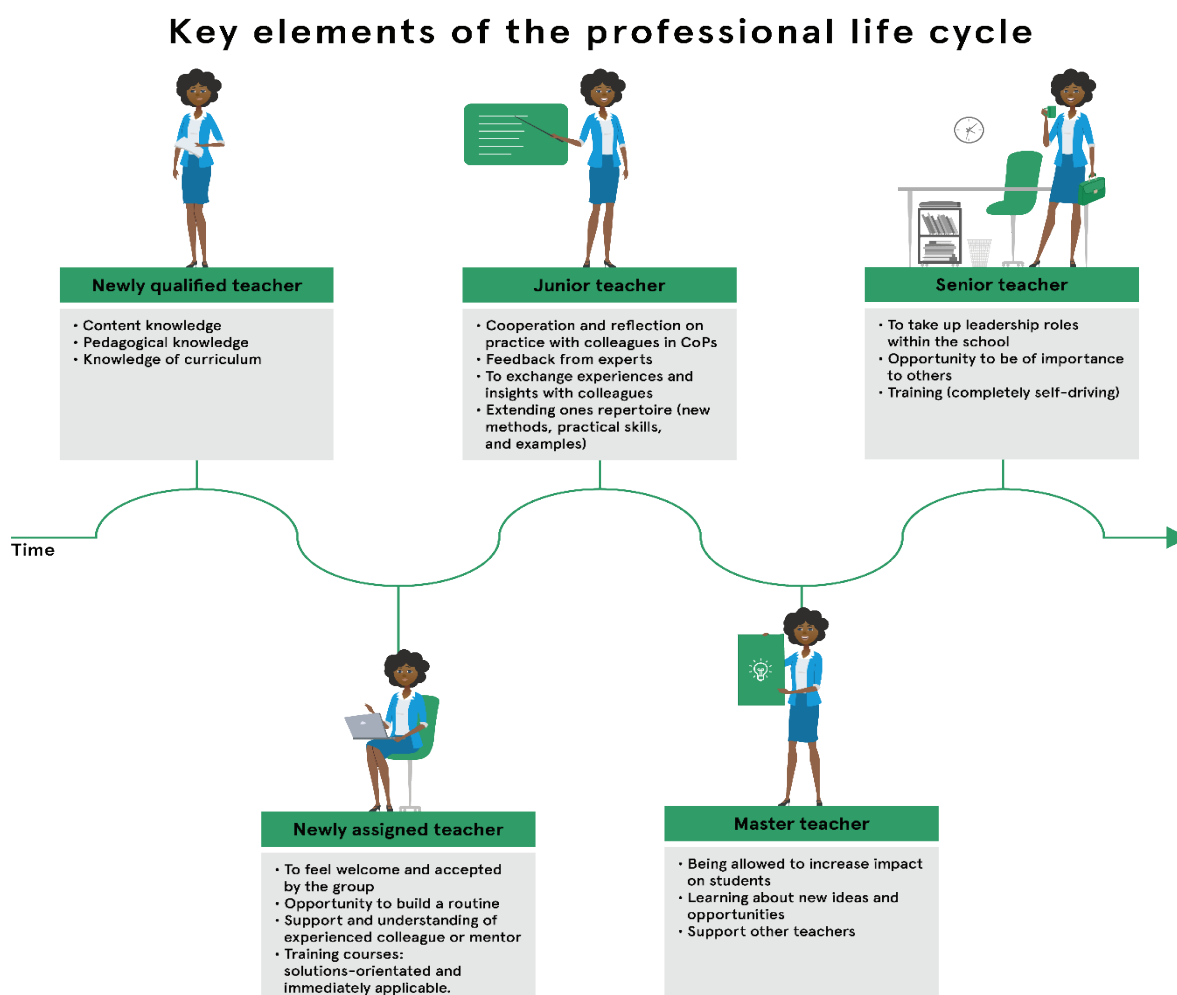 Key elements of the professional life cycle
Newly qualified teacher
• Content knowledge
• Pedagogical knowledge
• Knowledge of curriculum
Junior teacher
• Cooperation and reflection on
practice with colleagues in CoPs
• Feedback from experts
• To exchange experiences and
insights with colleagues
• Extending ones repertoire (new
methods, practical skills,
and examples)
Senior teacher
• To take up leadership roles
within the school
• Opportunity to be of importance
to others
• Training (completely self-driving)
Time
Newly assigned teacher
• To feel welcome and accepted
by the group
• Opportunity to build a routine
• Support and understanding of
experienced colleague or mentor
• Training courses:
solutions-orientated and
immediately applicable.
Master teacher
• Being allowed to increase impact
on students
• Learning about new ideas and
opportunities
• Support other teachers